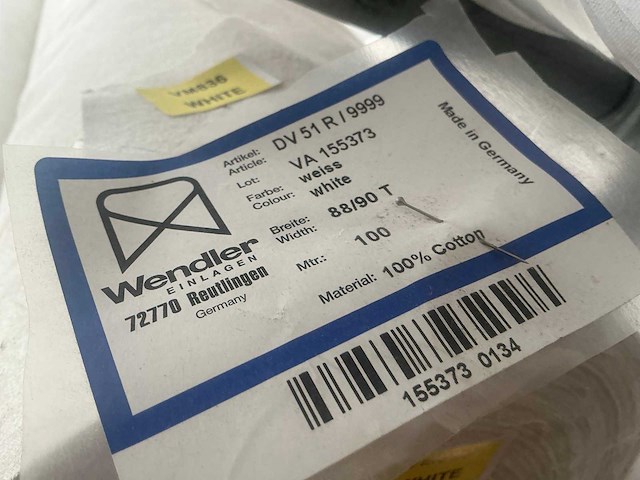 YM836
WHITE
Artikel:
Article: DV 51 R / 9999
Lot: VA 155373
Farbe: weiss
Colour: white
Breite:
Width: 88/90 T
Mtr.: 100
Material: 100% Cotton
Made in Germany
Wendler
EINLAGEN
72770 Reutlingen
Germany
155373 0134
WHITE